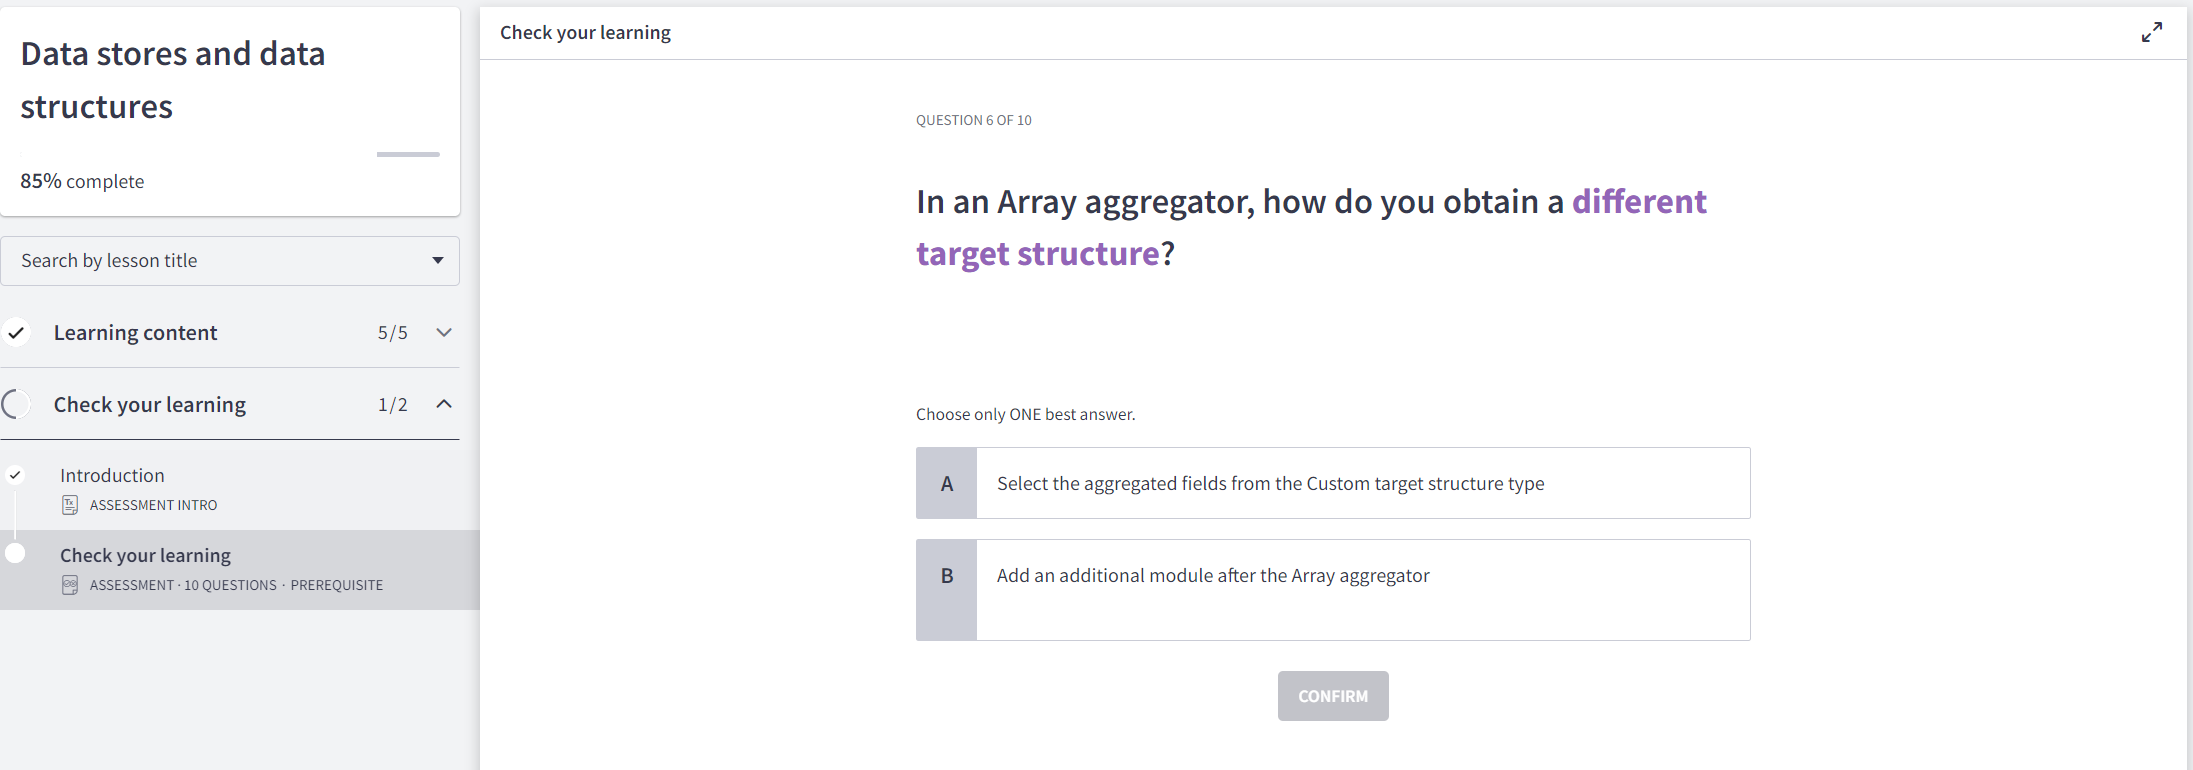 Data stores and data
structures
85% complete
Search by lesson title
Learning content 5/5
Check your learning 1/2
Introduction
ASSESSMENT INTRO
Check your learning
ASSESSMENT · 10 QUESTIONS · PREREQUISITE
Check your learning
QUESTION 6 OF 10
In an Array aggregator, how do you obtain a different
target structure?
Choose only ONE best answer.
A Select the aggregated fields from the Custom target structure type
B Add an additional module after the Array aggregator
CONFIRM